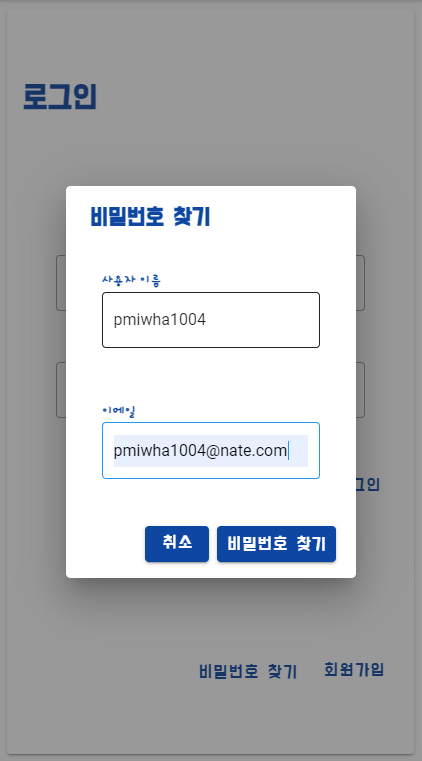 로그인
비밀번호 찾기
사용자 이름
pmiwha1004
이메일
pmiwha1004@nate.com
그인
취소 비밀번호 찾기
비밀번호 찾기 회원가입